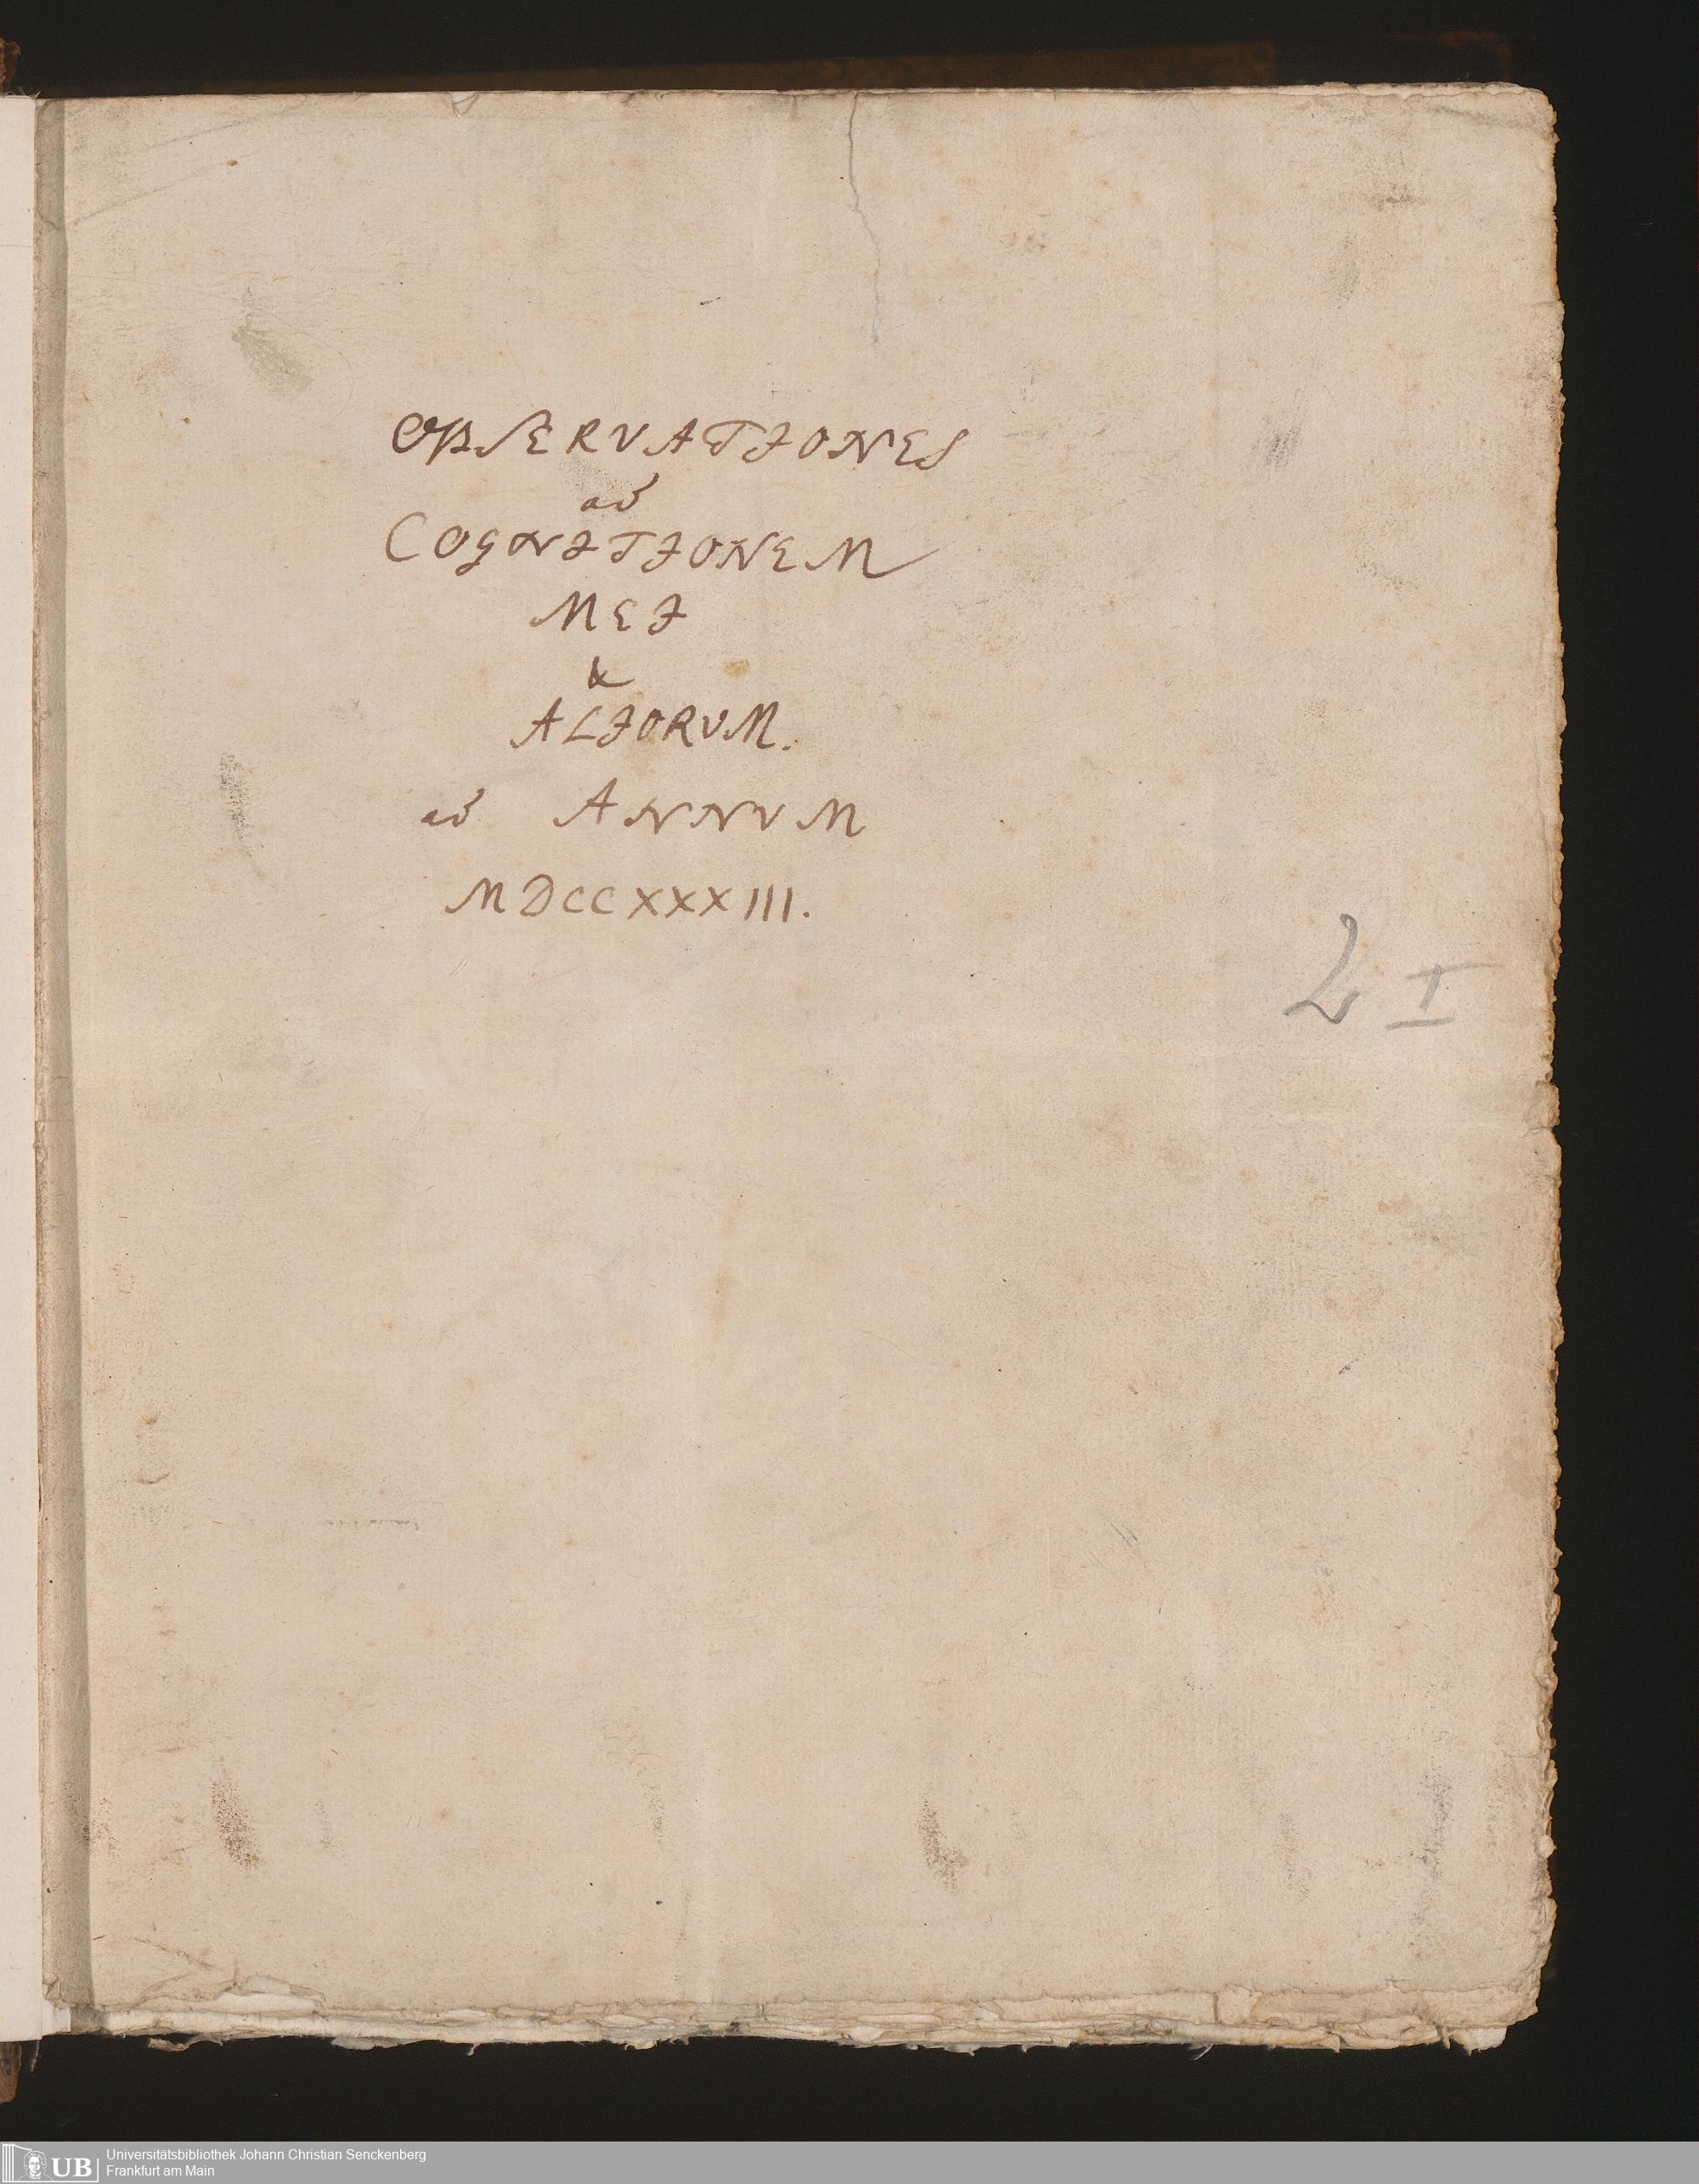 OBSERVATIONES
ad
COGNITIONEM
MEI
&
ALIORUM.
ad ANNUM
MDCCXXXIII.
2 I
UB Universitätsbibliothek Johann Christian Senckenberg
Frankfurt am Main